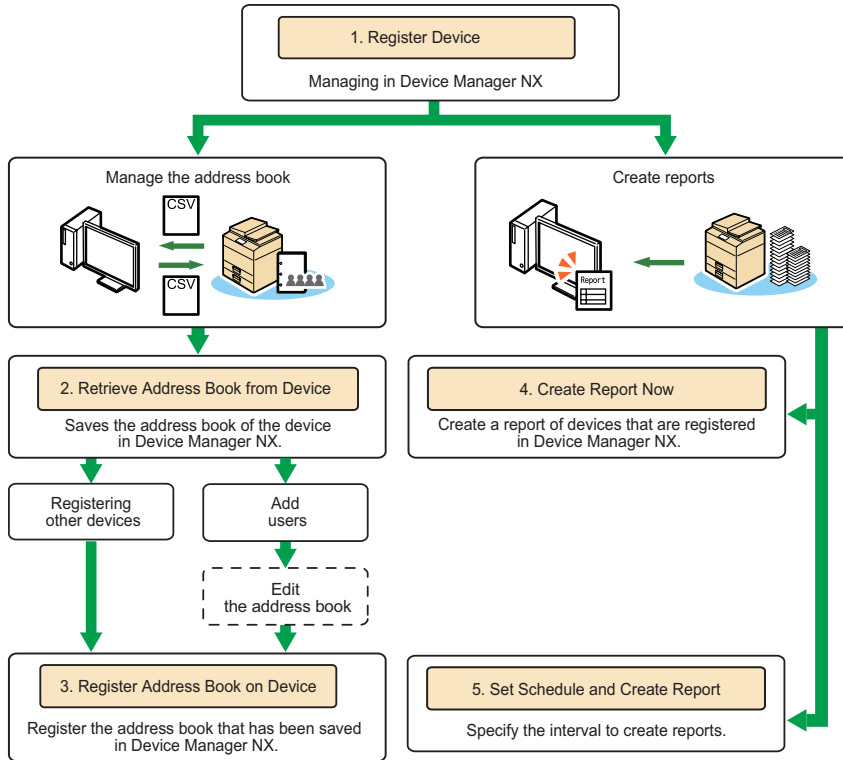 1. Register Device
Managing in Device Manager NX
Manage the address book
CSV
CSV
Create reports
Report
2. Retrieve Address Book from Device
Saves the address book of the device
in Device Manager NX.
4. Create Report Now
Create a report of devices that are registered
in Device Manager NX.
Registering
other devices
Add
users
Edit
the address book
3. Register Address Book on Device
Register the address book that has been saved
in Device Manager NX.
5. Set Schedule and Create Report
Specify the interval to create reports.